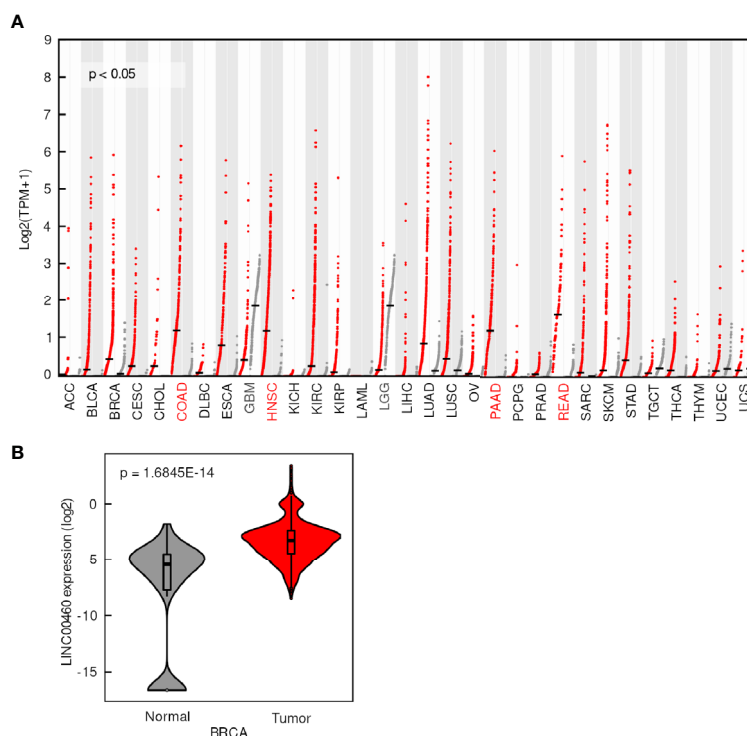 A
9
8
7
6
5
4
3
2
1
0
Log2(TPM+1)
p < 0.05
ACC
BLCA
BRCA
CESC
CHOL
COAD
DLBC
ESCA
GBM
HNSC
KICH
KIRC
KIRP
LAML
LGG
LIHC
LUAD
LUSC
OV
PAAD
PCPG
PRAD
READ
SARC
SKCM
STAD
TGCT
THCA
THYM
UCEC
UCS
B
p = 1.6845E-14
0
5
-10
-15
LINC00460 expression (log2)
Normal
Tumor
BRCA